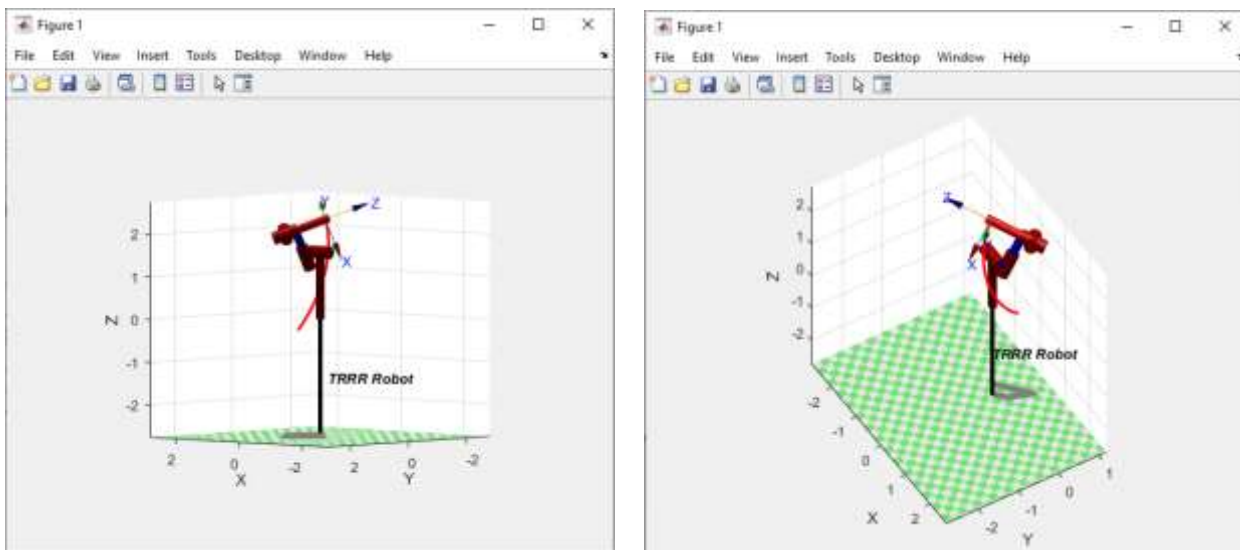 Figure 1
File Edit View Insert Tools Desktop Window Help
Y
Z
X
2
1
0
-1
-2
Z
TRRR Robot
2 0 -2 2 0 -2
X Y
Figure 1
File Edit View Insert Tools Desktop Window Help
Z
X
2
1
0
-1
-2
Z
TRRR Robot
-2
-1
0
1
2
X
-2
-1
0
1
Y